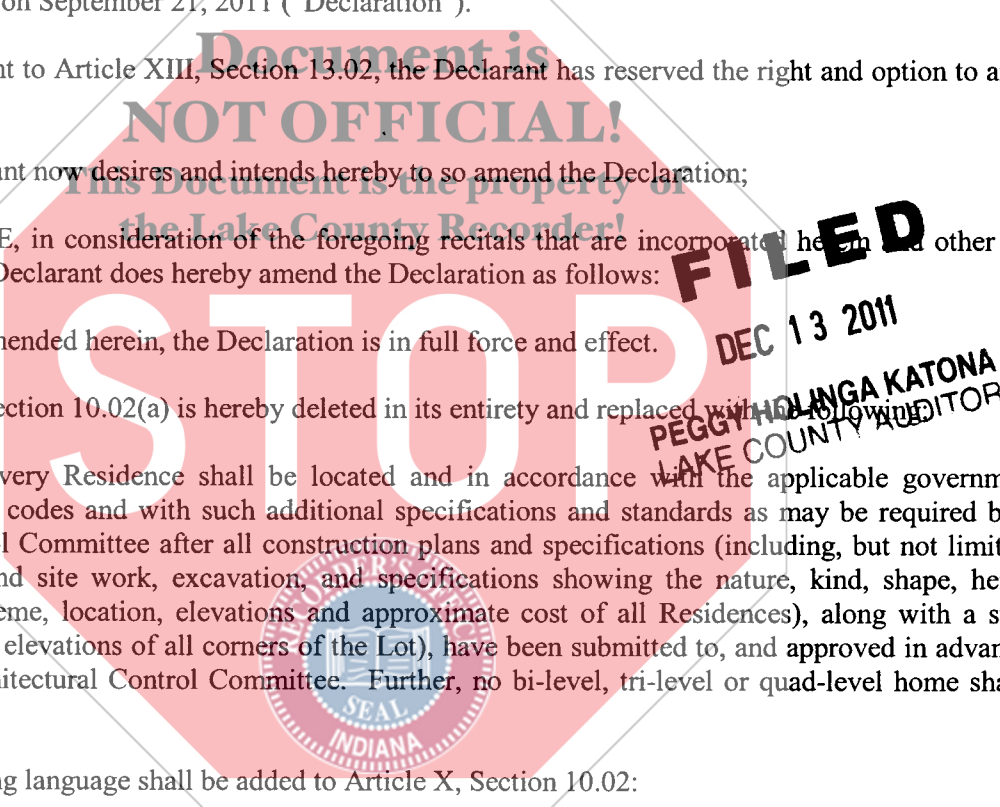 on September 21, 2011 ("Declaration").
Document is
nt to Article XIII, Section 13.02, the Declarant has reserved the right and option to a
NOT OFFICIAL!
ant now desires and intends hereby to so amend the Declaration;
This Document is the property of
the Lake County Recorder!
E, in consideration of the foregoing recitals that are incorporated herein and other
FILED
Declarant does hereby amend the Declaration as follows:
DEC 13 2011
STOP
nended herein, the Declaration is in full force and effect.
PEGGY HOLINGA KATONA
LAKE COUNTY AUDITOR
ection 10.02(a) is hereby deleted in its entirety and replaced with the following:
very Residence shall be located and in accordance with the applicable governm
codes and with such additional specifications and standards as may be required b
l Committee after all construction plans and specifications (including, but not limit
nd site work, excavation, and specifications showing the nature, kind, shape, he
eme, location, elevations and approximate cost of all Residences), along with a s
elevations of all corners of the Lot), have been submitted to, and approved in advan
hitectural Control Committee. Further, no bi-level, tri-level or quad-level home sha
RECORDER'S OFFICE
SEAL
INDIANA
ng language shall be added to Article X, Section 10.02: